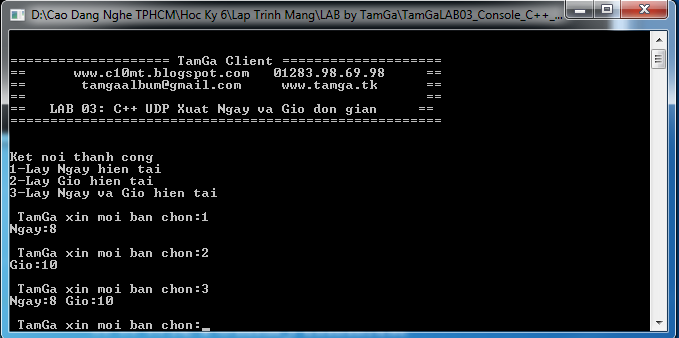 D:\Cao Dang Nghe TPHCM\Hoc Ky 6\Lap Trinh Mang\LAB by TamGa\TamGaLAB03_Console_C++_...
==================== TamGa Client ====================
== www.c10mt.blogspot.com 01283.98.69.98 ==
== tamgaalbum@gmail.com www.tamga.tk ==
== ==
== LAB 03: C++ UDP Xuat Ngay va Gio don gian ==
======================================================
Ket noi thanh cong
1-Lay Ngay hien tai
2-Lay Gio hien tai
3-Lay Ngay va Gio hien tai
TamGa xin moi ban chon:1
Ngay:8
TamGa xin moi ban chon:2
Gio:10
TamGa xin moi ban chon:3
Ngay:8 Gio:10
TamGa xin moi ban chon:_